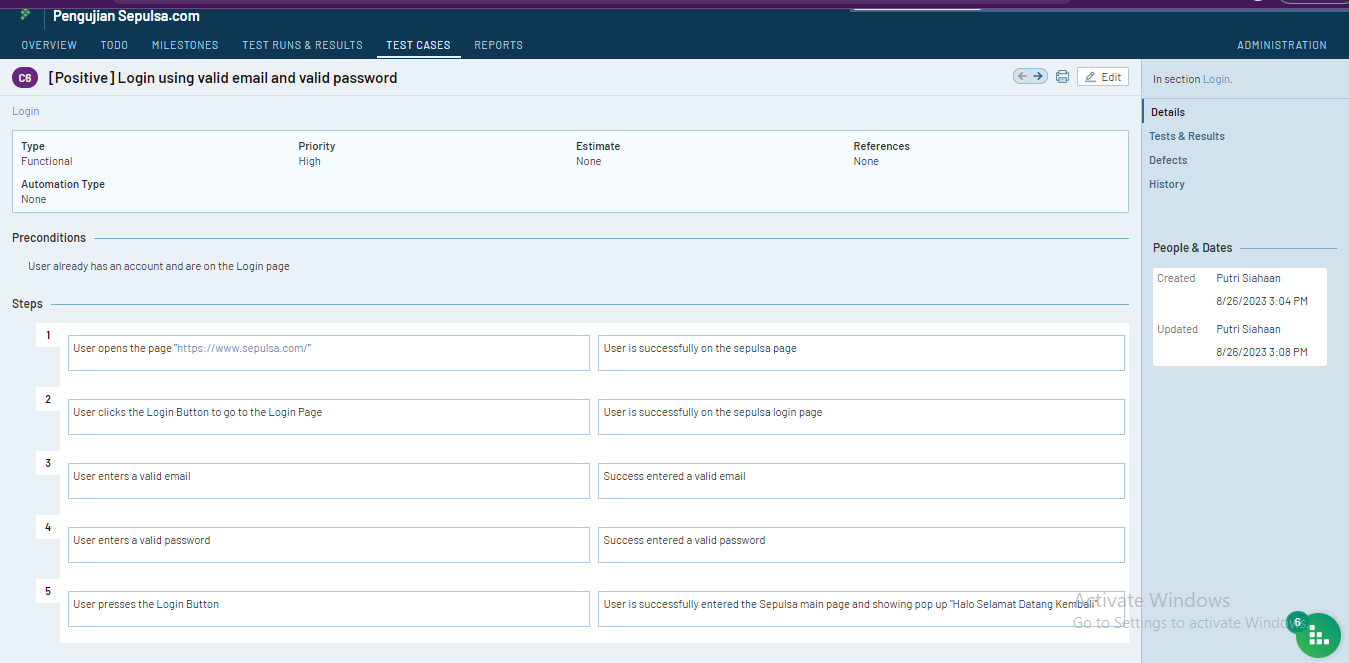 Pengujian Sepulsa.com
OVERVIEW TODO MILESTONES TEST RUNS & RESULTS TEST CASES REPORTS ADMINISTRATION
C6 [Positive] Login using valid email and valid password Edit
In section Login.
Login
Details
Tests & Results
Defects
History
Type Priority Estimate References
Functional High None None
Automation Type
None
Preconditions
User already has an account and are on the Login page
People & Dates
Created Putri Siahaan
8/26/2023 3:04 PM
Updated Putri Siahaan
8/26/2023 3:08 PM
Steps
1
User opens the page "https://www.sepulsa.com/" User is successfully on the sepulsa page
2
User clicks the Login Button to go to the Login Page User is successfully on the sepulsa login page
3
User enters a valid email Success entered a valid email
4
User enters a valid password Success entered a valid password
5
User presses the Login Button User is successfully entered the Sepulsa main page and showing pop up "Halo Selamat Datang Kembali"
Activate Windows
Go to Settings to activate Windows.
6